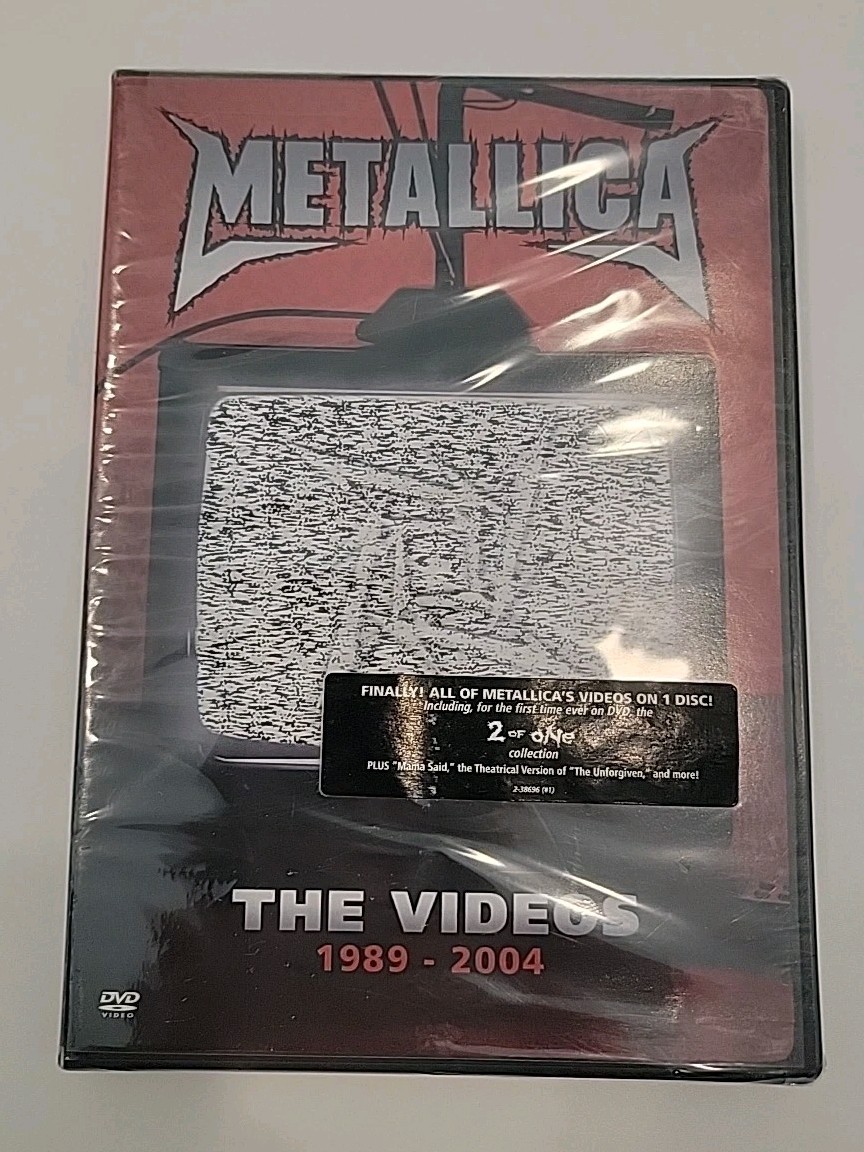 METALLICA
FINALLY! ALL OF METALLICA'S VIDEOS ON 1 DISC!
Including, for the first time ever on DVD, the
2 OF ONE
collection
PLUS "Mama Said," the Theatrical Version of "The Unforgiven," and more!
2-38696 (#1)
THE VIDEOS
1989 - 2004
DVD
VIDEO